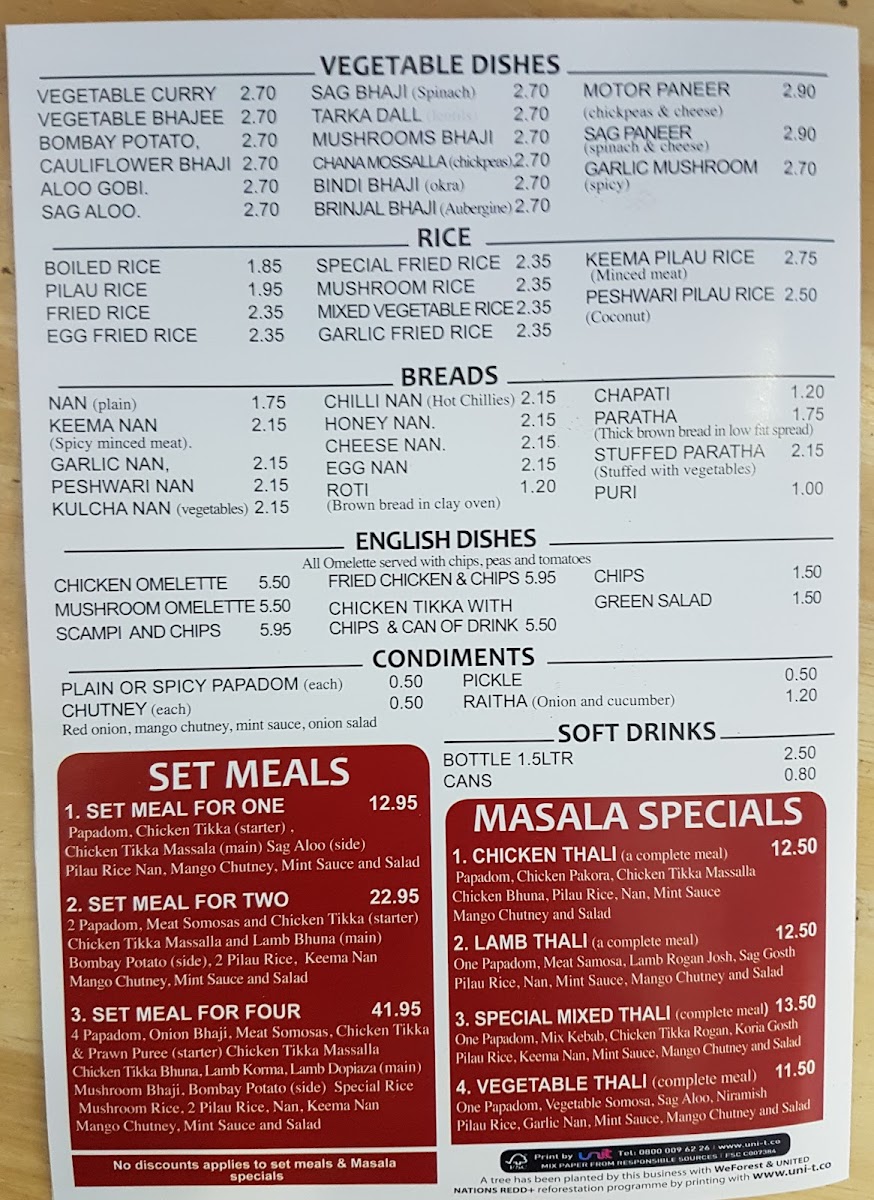 VEGETABLE DISHES
VEGETABLE CURRY 2.70
VEGETABLE BHAJEE 2.70
BOMBAY POTATO, 2.70
CAULIFLOWER BHAJI 2.70
ALOO GOBI. 2.70
SAG ALOO. 2.70
SAG BHAJI (Spinach) 2.70
TARKA DALL (lentils) 2.70
MUSHROOMS BHAJI 2.70
CHANA MOSSALLA (chickpeas) 2.70
BINDI BHAJI (okra) 2.70
BRINJAL BHAJI (Aubergine) 2.70
MOTOR PANEER 2.90
(chickpeas & cheese)
SAG PANEER 2.90
(spinach & cheese)
GARLIC MUSHROOM 2.70
(spicy)
RICE
BOILED RICE 1.85
PILAU RICE 1.95
FRIED RICE 2.35
EGG FRIED RICE 2.35
SPECIAL FRIED RICE 2.35
MUSHROOM RICE 2.35
MIXED VEGETABLE RICE 2.35
GARLIC FRIED RICE 2.35
KEEMA PILAU RICE 2.75
(Minced meat)
PESHWARI PILAU RICE 2.50
(Coconut)
BREADS
NAN (plain) 1.75
KEEMA NAN 2.15
(Spicy minced meat).
GARLIC NAN, 2.15
PESHWARI NAN 2.15
KULCHA NAN (vegetables) 2.15
CHILLI NAN (Hot Chillies) 2.15
HONEY NAN. 2.15
CHEESE NAN. 2.15
EGG NAN 2.15
ROTI 1.20
(Brown bread in clay oven)
CHAPATI 1.20
PARATHA 1.75
(Thick brown bread in low fat spread)
STUFFED PARATHA 2.15
(Stuffed with vegetables)
PURI 1.00
ENGLISH DISHES
All Omelette served with chips, peas and tomatoes
CHICKEN OMELETTE 5.50
MUSHROOM OMELETTE 5.50
SCAMPI AND CHIPS 5.95
FRIED CHICKEN & CHIPS 5.95
CHICKEN TIKKA WITH
CHIPS & CAN OF DRINK 5.50
CHIPS 1.50
GREEN SALAD 1.50
CONDIMENTS
PLAIN OR SPICY PAPADOM (each) 0.50
CHUTNEY (each) 0.50
Red onion, mango chutney, mint sauce, onion salad
PICKLE 0.50
RAITHA (Onion and cucumber) 1.20
SOFT DRINKS
BOTTLE 1.5LTR 2.50
CANS 0.80
SET MEALS
1. SET MEAL FOR ONE 12.95
Papadom, Chicken Tikka (starter) ,
Chicken Tikka Massala (main) Sag Aloo (side)
Pilau Rice Nan, Mango Chutney, Mint Sauce and Salad
2. SET MEAL FOR TWO 22.95
2 Papadom, Meat Somosas and Chicken Tikka (starter)
Chicken Tikka Massalla and Lamb Bhuna (main)
Bombay Potato (side), 2 Pilau Rice, Keema Nan
Mango Chutney, Mint Sauce and Salad
3. SET MEAL FOR FOUR 41.95
4 Papadom, Onion Bhaji, Meat Somosas, Chicken Tikka
& Prawn Puree (starter) Chicken Tikka Massalla
Chicken Tikka Bhuna, Lamb Korma, Lamb Dopiaza (main)
Mushroom Bhaji, Bombay Potato (side) Special Rice
Mushroom Rice, 2 Pilau Rice, Nan, Keema Nan
Mango Chutney, Mint Sauce and Salad
No discounts applies to set meals & Masala
specials
MASALA SPECIALS
1. CHICKEN THALI (a complete meal) 12.50
Papadom, Chicken Pakora, Chicken Tikka Massalla
Chicken Bhuna, Pilau Rice, Nan, Mint Sauce
Mango Chutney and Salad
2. LAMB THALI (a complete meal) 12.50
One Papadom, Meat Samosa, Lamb Rogan Josh, Sag Gosth
Pilau Rice, Nan, Mint Sauce, Mango Chutney and Salad
3. SPECIAL MIXED THALI (complete meal) 13.50
One Papadom, Mix Kebab, Chicken Tikka Rogan, Koria Gosth
Pilau Rice, Keema Nan, Mint Sauce, Mango Chutney and Salad
4. VEGETABLE THALI (complete meal) 11.50
One Papadom, Vegetable Somosa, Sag Aloo, Niramish
Pilau Rice, Garlic Nan, Mint Sauce, Mango Chutney and Salad
FSC Print by unit Tel: 0800 009 62 26 | www.uni-t.co
MIX PAPER FROM RESPONSIBLE SOURCES | FSC C007384
A tree has been planted by this business with WeForest & UNITED
NATIONS REDD+ reforestation programme by printing with www.uni-t.co